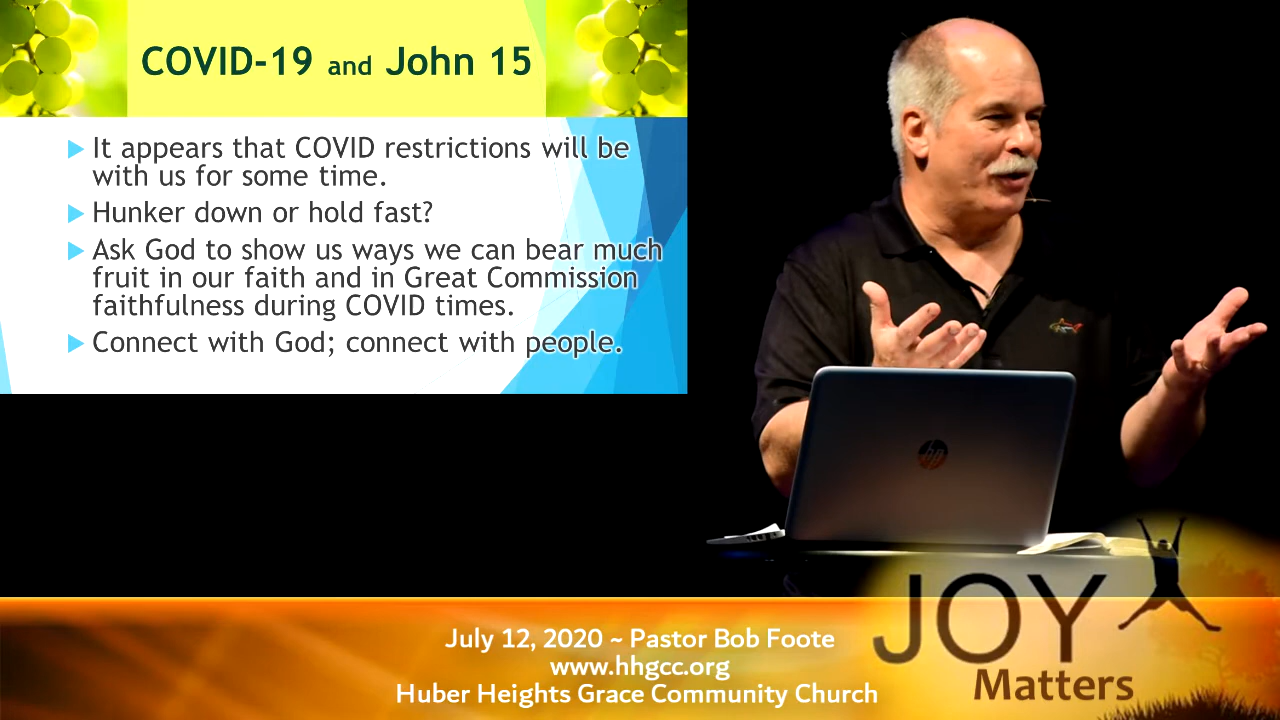 COVID-19 and John 15
It appears that COVID restrictions will be
with us for some time.
Hunker down or hold fast?
Ask God to show us ways we can bear much
fruit in our faith and in Great Commission
faithfulness during COVID times.
Connect with God; connect with people.
hp
JOY
Matters
July 12, 2020 ~ Pastor Bob Foote
www.hhgcc.org
Huber Heights Grace Community Church